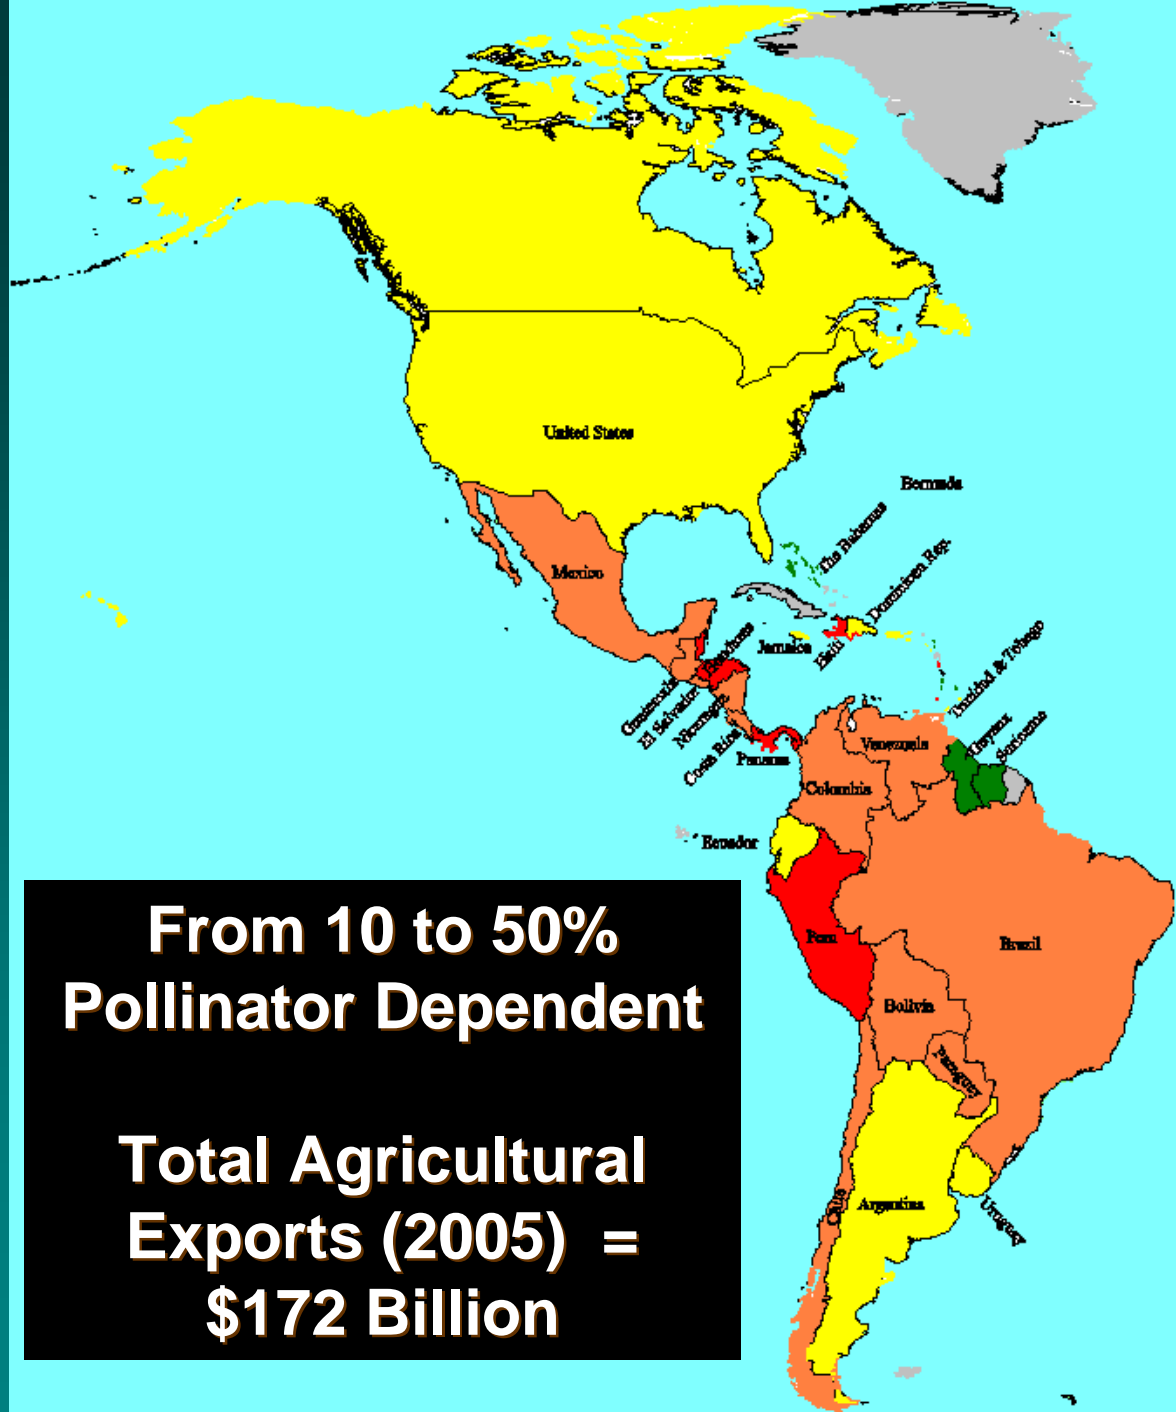 United States
Bermuda
The Bahamas
Dominican Rep.
Mexico
Jamaica
Haiti
Honduras
Trinidad & Tobago
Guatemala
El Salvador
Nicaragua
Costa Rica
Panama
Venezuela
Guyana
Suriname
Colombia
Ecuador
Peru
Brazil
Bolivia
Paraguay
Chile
Argentina
Uruguay
From 10 to 50%
Pollinator Dependent
Total Agricultural
Exports (2005) =
$172 Billion